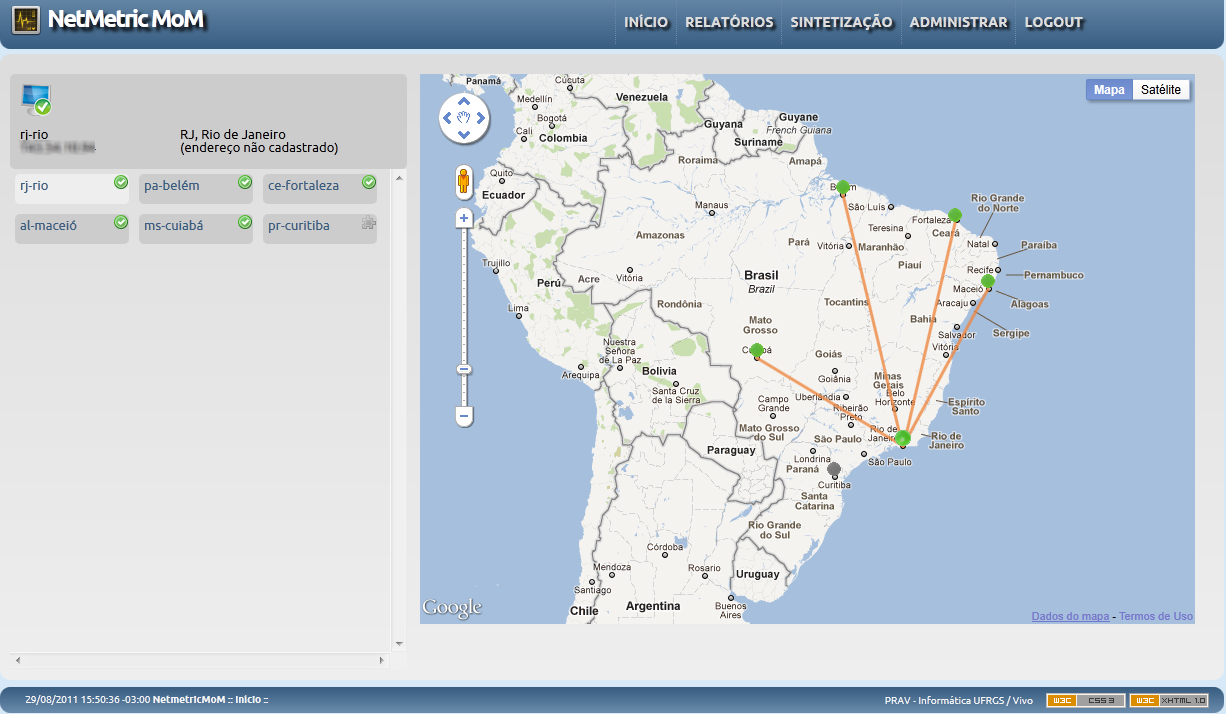 NetMetric MoM
INÍCIO RELATÓRIOS SINTETIZAÇÃO ADMINISTRAR LOGOUT
rj-rio
RJ, Rio de Janeiro
(endereço não cadastrado)
rj-rio
pa-belém
ce-fortaleza
al-maceió
ms-cuiabá
pr-curitiba
Mapa
Satélite
Panamá
Cúcuta
Medellín
Venezuela
Bogotá
Cali
Colombia
Guyana
Guyane
French Guiana
Suriname
Roraima
Amapá
Quito
Ecuador
Manaus
São Luís
Fortaleza
Rio Grande
do Norte
Teresina
Ceará
Amazonas
Pará
Vitória
Maranhão
Natal
Paraíba
Trujillo
Perú
Acre
Vitória
Brasil
Brazil
Piauí
Recife
Pernambuco
Maceió
Lima
Rondônia
Tocantins
Aracaju
Alagoas
Mato
Grosso
Bahia
Salvador
Sergipe
Nuestra
Señora
de La Paz
Goiás
Vitória
Arequipa
Bolivia
Goiânia
Minas
Gerais
Santa Cruz
de la Sierra
Campo
Grande
Uberlândia
Belo
Horizonte
Espírito
Santo
Ribeirão
Preto
Mato Grosso
do Sul
São Paulo
Rio de
Janeiro
Rio de
Janeiro
Paraguay
Londrina
Paraná
São Paulo
Curitiba
Santa
Catarina
Rio Grande
do Sul
Córdoba
Mendoza
Rosario
Uruguay
Santiago
Chile
Argentina
Buenos
Aires
Google
Dados do mapa - Termos de Uso
29/08/2011 15:50:36 -03:00 NetmetricMoM :: Inicio ::
PRAV - Informática UFRGS / Vivo
W3C CSS 3
W3C XHTML 1.0